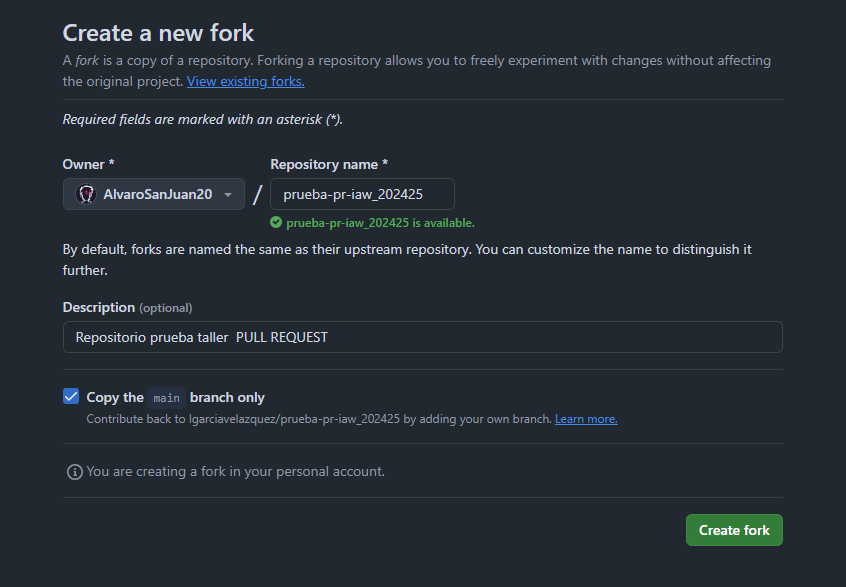 Create a new fork
A fork is a copy of a repository. Forking a repository allows you to freely experiment with changes without affecting
the original project. View existing forks.
Required fields are marked with an asterisk (*).
Owner * Repository name *
AlvaroSanJuan20 / prueba-pr-iaw_202425
prueba-pr-iaw_202425 is available.
By default, forks are named the same as their upstream repository. You can customize the name to distinguish it
further.
Description (optional)
Repositorio prueba taller  PULL REQUEST
Copy the main branch only
Contribute back to lgarciavelazquez/prueba-pr-iaw_202425 by adding your own branch. Learn more.
You are creating a fork in your personal account.
Create fork